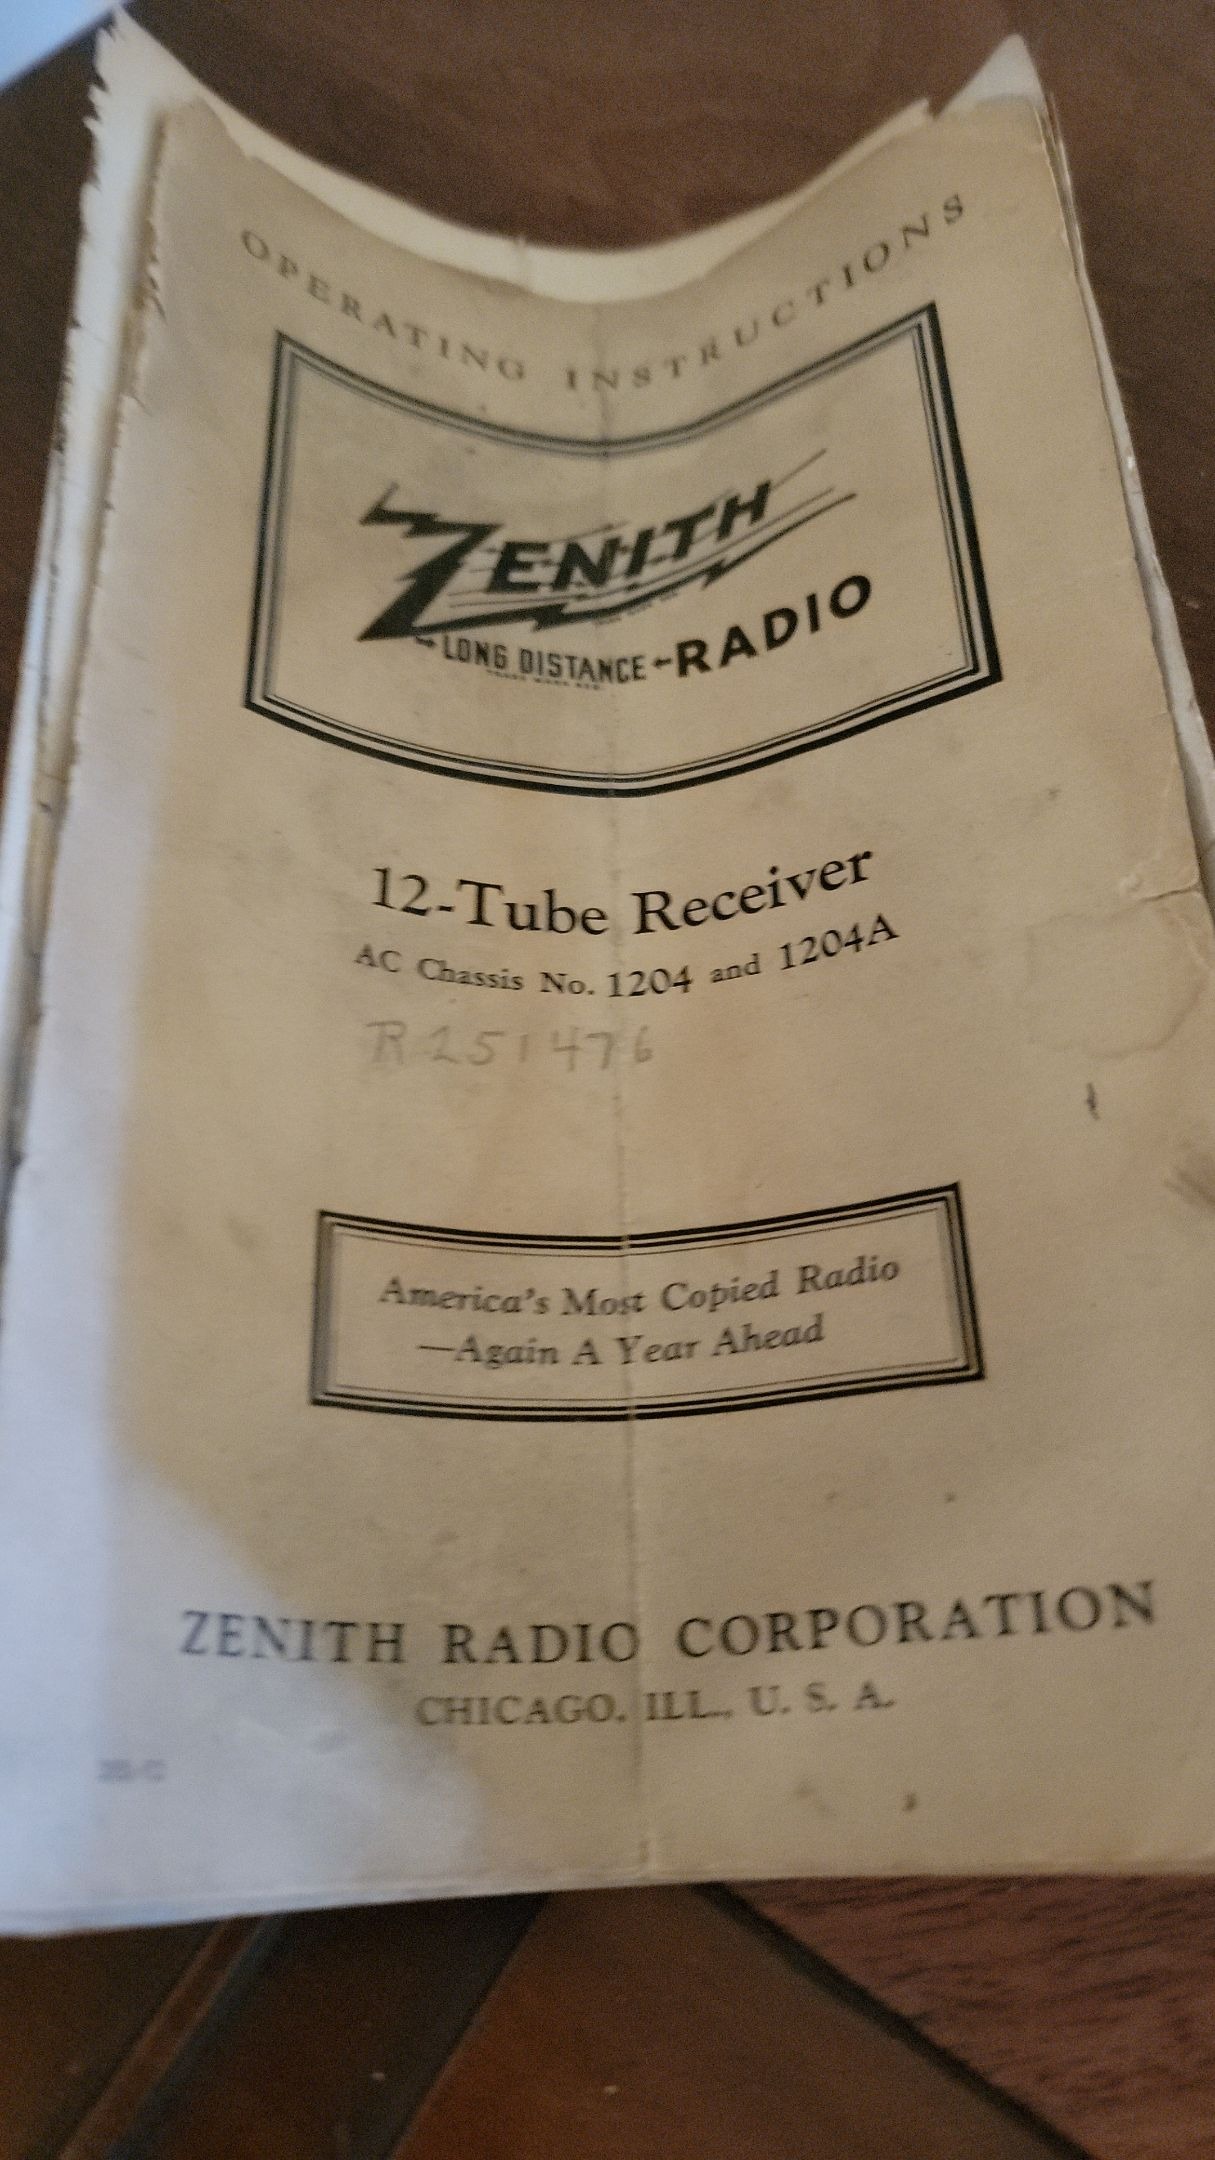 OPERATING INSTRUCTIONS
ZENITH
LONG DISTANCE RADIO
12-Tube Receiver
AC Chassis No. 1204 and 1204A
R251476
America's Most Copied Radio
—Again A Year Ahead
ZENITH RADIO CORPORATION
CHICAGO, ILL., U. S. A.